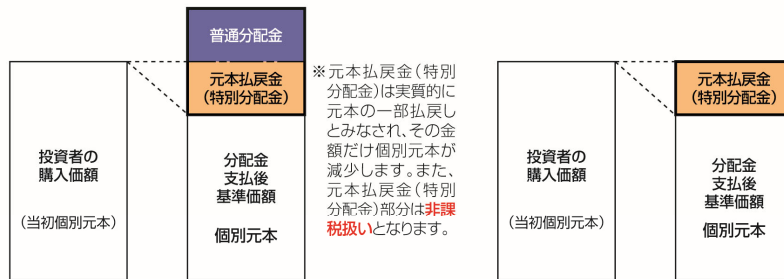 普通分配金
元本払戻金
(特別分配金)
投資者の
購入価額
(当初個別元本)
分配金
支払後
基準価額
個別元本
※元本払戻金(特別
分配金)は実質的に
元本の一部払戻し
とみなされ、その金
額だけ個別元本が
減少します。また、
元本払戻金(特別
分配金)部分は非課
税扱いとなります。
元本払戻金
(特別分配金)
投資者の
購入価額
(当初個別元本)
分配金
支払後
基準価額
個別元本